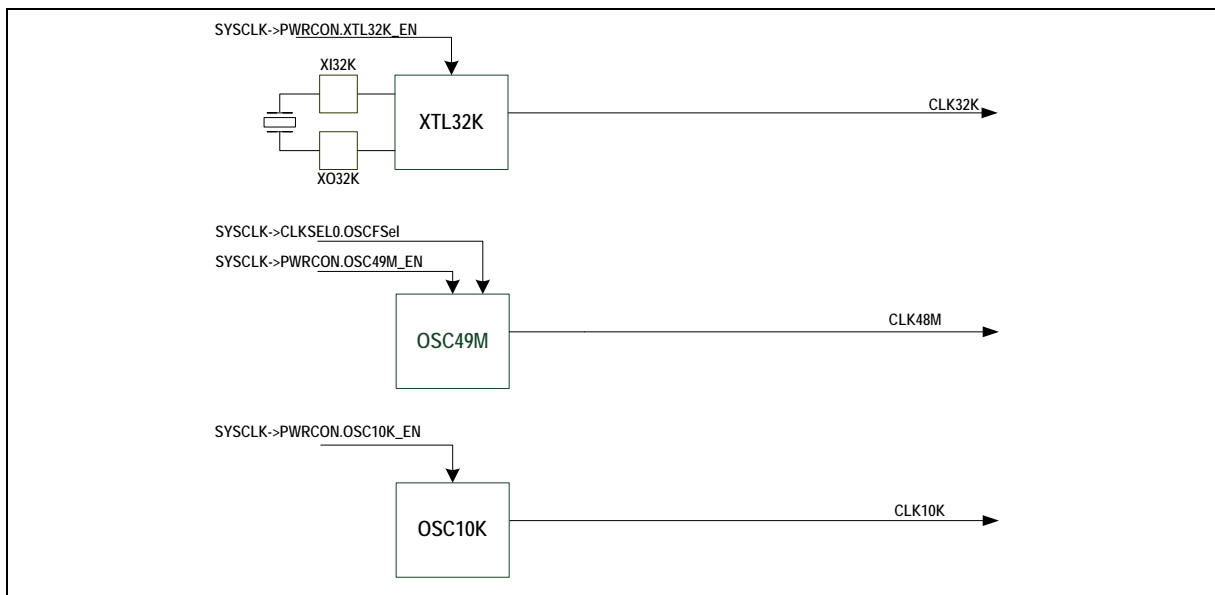 SYSCLK->PWRCON.XTL32K_EN
XI32K
XTL32K
CLK32K
XO32K
SYSCLK->CLKSEL0.OSCFSel
SYSCLK->PWRCON.OSC49M_EN
OSC49M
CLK48M
SYSCLK->PWRCON.OSC10K_EN
OSC10K
CLK10K